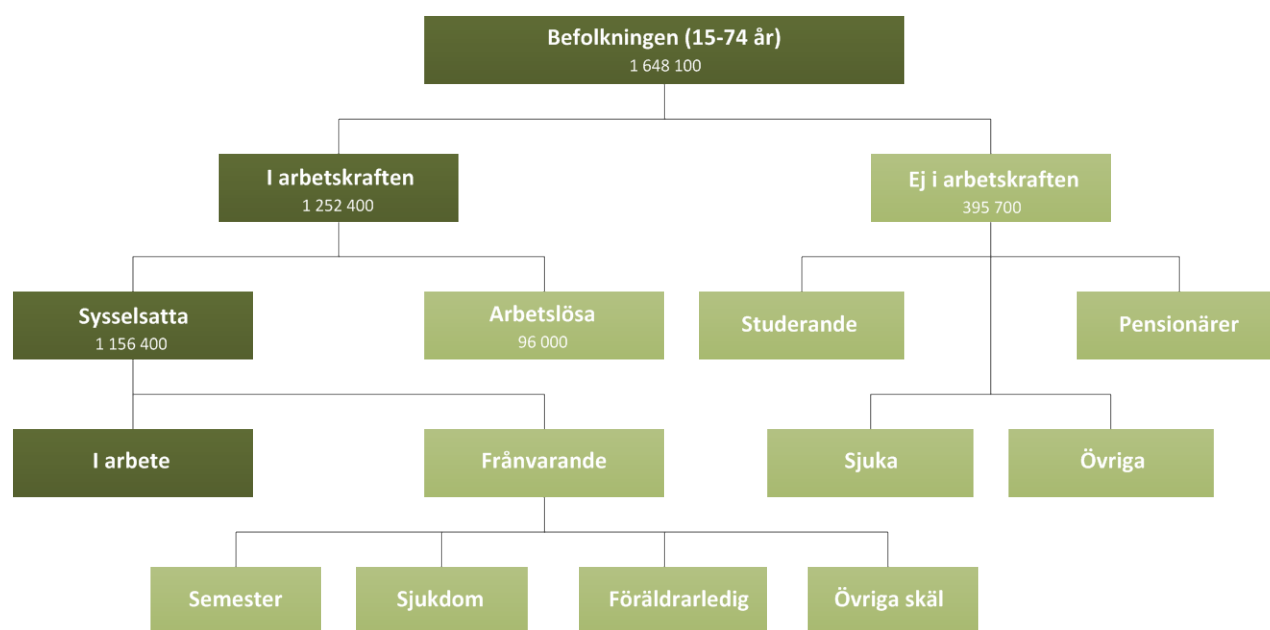 Befolkningen (15-74 år)
1 648 100
I arbetskraften
1 252 400
Ej i arbetskraften
395 700
Sysselsatta
1 156 400
Arbetslösa
96 000
Studerande
Pensionärer
I arbete
Frånvarande
Sjuka
Övriga
Semester
Sjukdom
Föräldrarledig
Övriga skäl